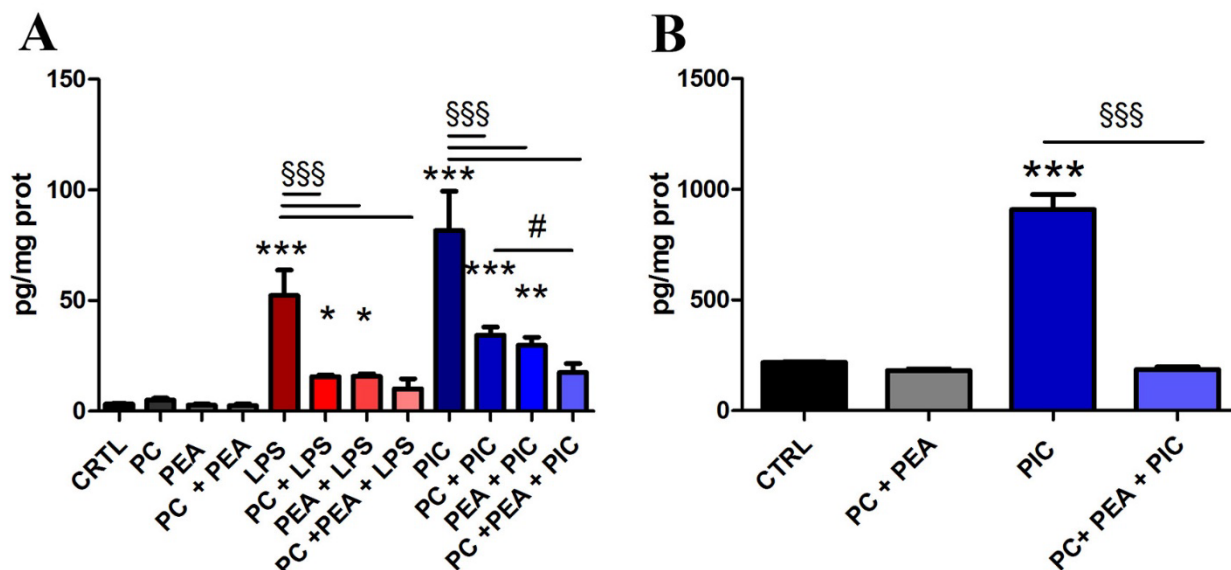 A
pg/mg prot
150
100
50
0
§§§
***
*
*
§§§
***
#
***
**
CRTL
PC
PEA
PC + PEA
LPS
PC + LPS
PEA + LPS
PC +PEA + LPS
PIC
PC + PIC
PEA + PIC
PC +PEA + PIC
B
pg/mg prot
1500
1000
500
0
§§§
***
CTRL
PC + PEA
PIC
PC+ PEA + PIC